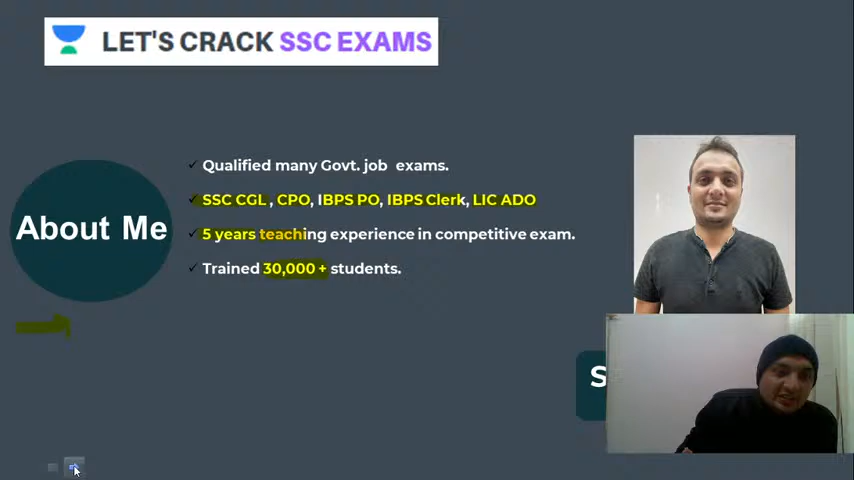 LET'S CRACK SSC EXAMS
About Me
✓ Qualified many Govt. job exams.
✓ SSC CGL , CPO, IBPS PO, IBPS Clerk, LIC ADO
✓ 5 years teaching experience in competitive exam.
✓ Trained 30,000 + students.
S